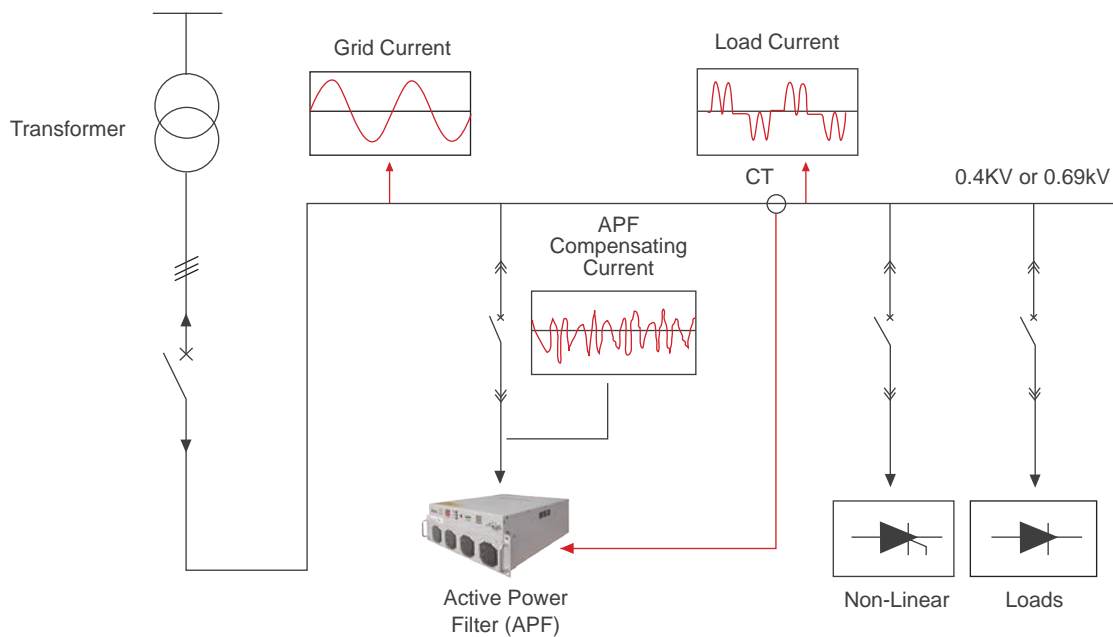 Grid Current
Load Current
Transformer
CT
0.4KV or 0.69kV
APF
Compensating
Current
Active Power
Filter (APF)
Non-Linear
Loads